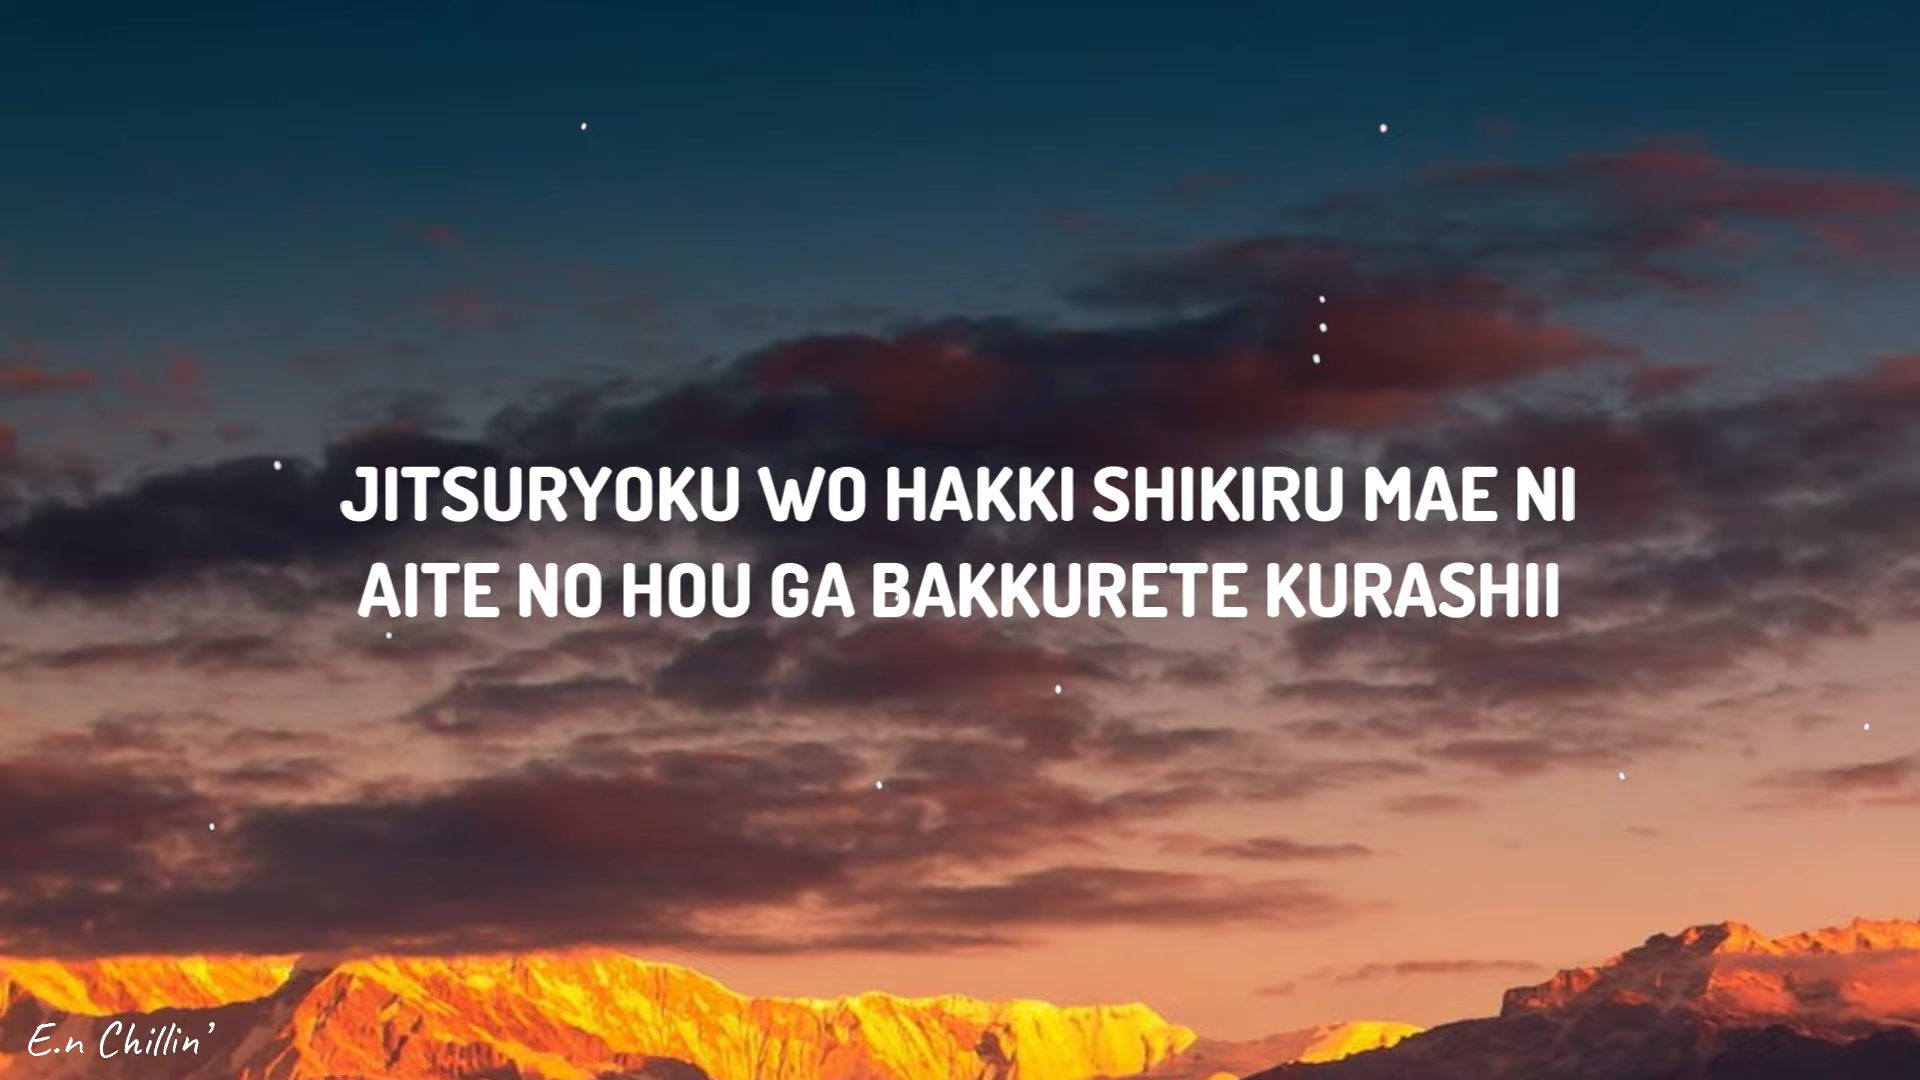 JITSURYOKU WO HAKKI SHIKIRU MAE NI
AITE NO HOU GA BAKKURETE KURASHII
E.n Chillin'